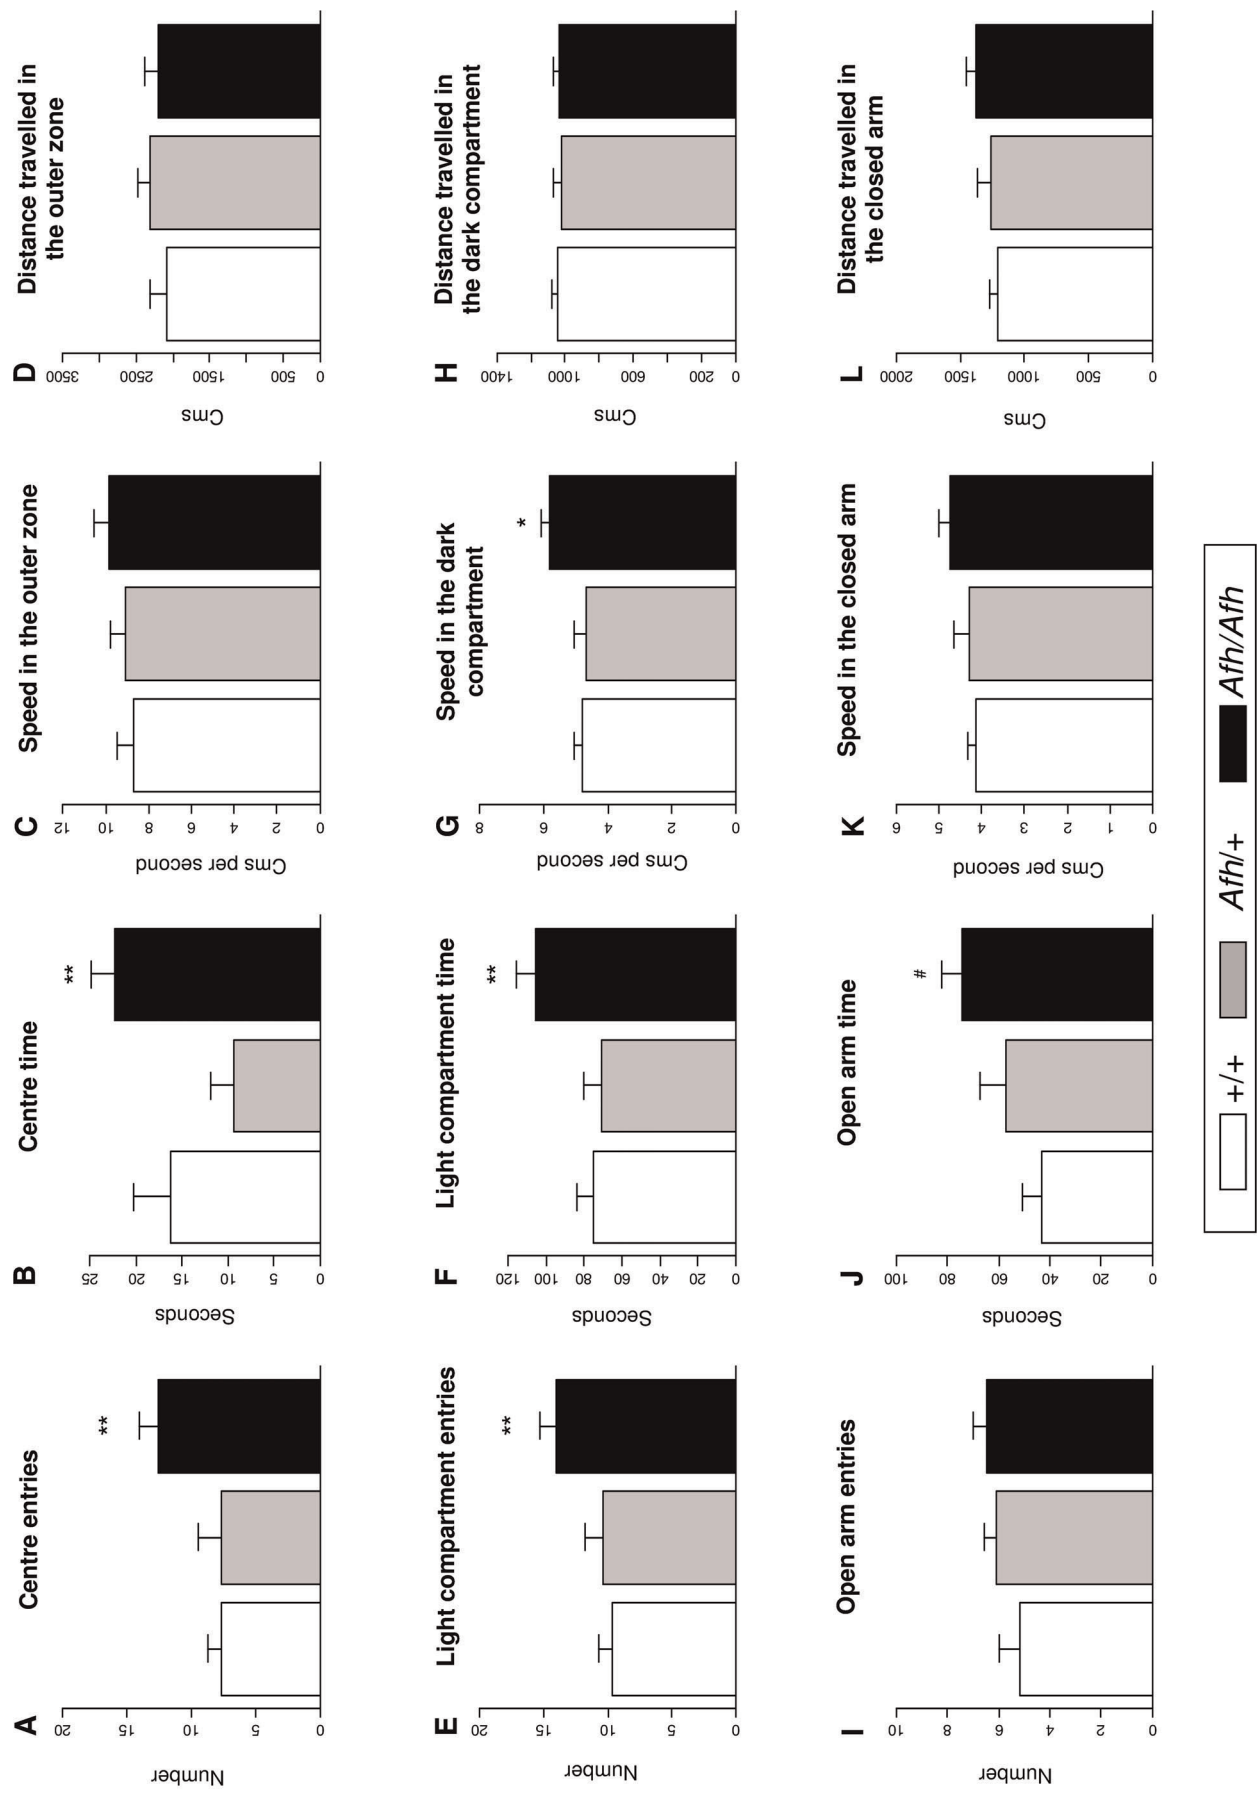 A
Centre entries
Number
20
15
10
5
0
**
B
Centre time
Seconds
25
20
15
10
5
0
**
C
Speed in the outer zone
Cms per second
12
10
8
6
4
2
0
D
Distance travelled in
the outer zone
Cms
3500
2500
1500
500
0
E
Light compartment entries
Number
20
15
10
5
0
**
F
Light compartment time
Seconds
120
100
80
60
40
20
0
**
G
Speed in the dark
compartment
Cms per second
8
6
4
2
0
*
H
Distance travelled in
the dark compartment
Cms
1400
1000
600
200
0
I
Open arm entries
Number
10
8
6
4
2
0
J
Open arm time
Seconds
100
80
60
40
20
0
#
K
Speed in the closed arm
Cms per second
6
5
4
3
2
1
0
L
Distance travelled in
the closed arm
Cms
2000
1500
1000
500
0
+/+ Afh/+ Afh/Afh